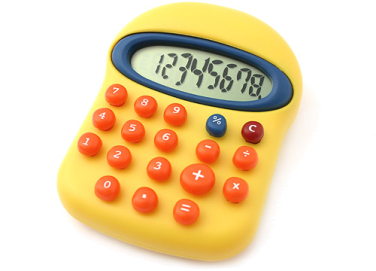 12345678.
7 8 9
4 5 6 % C
1 2 3 − ÷
0 • + ×
=